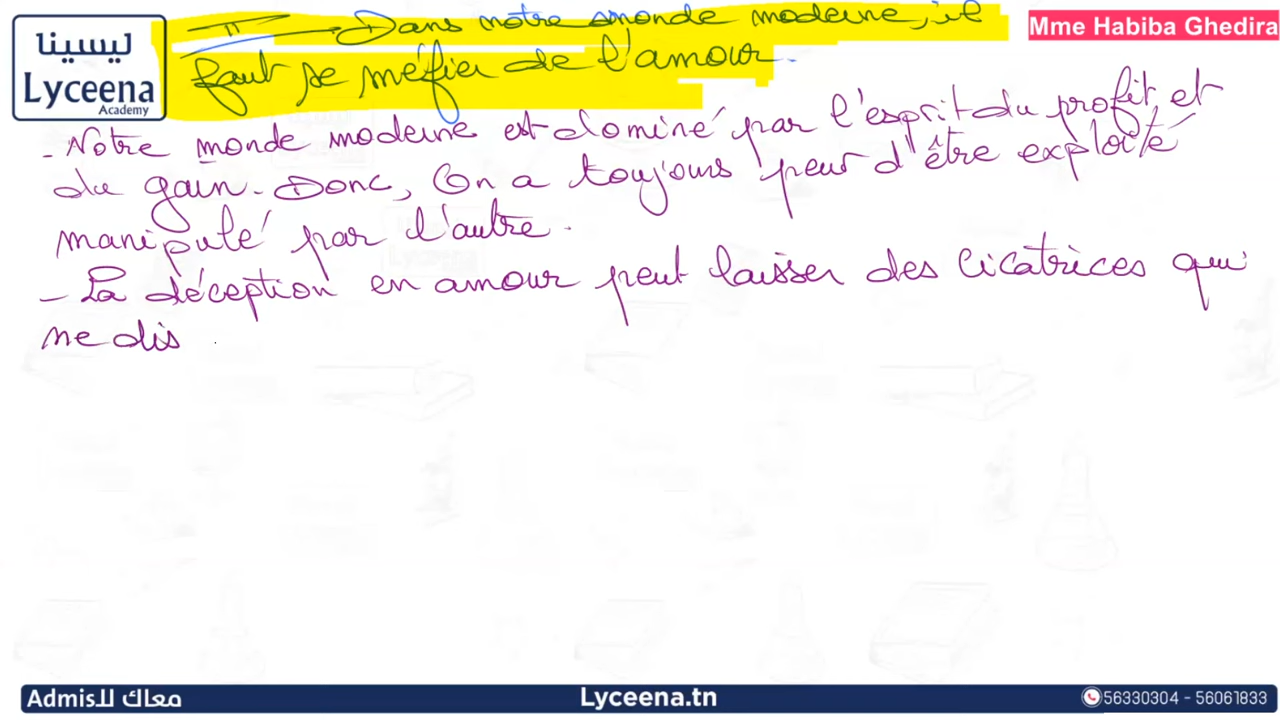 ليسينا
Lyceena
Academy
Mme Habiba Ghedira
II Dans notre monde moderne, il
faut se méfier de l'amour.
- Notre monde moderne est dominé par l'esprit du profit et
du gain. Donc, On a toujours peur d'être exploité
manipulé par l'autre.
- La déception en amour peut laisser des cicatrices qui
ne dis
Admis معاك للـ
Lyceena.tn
56330304 - 56061833